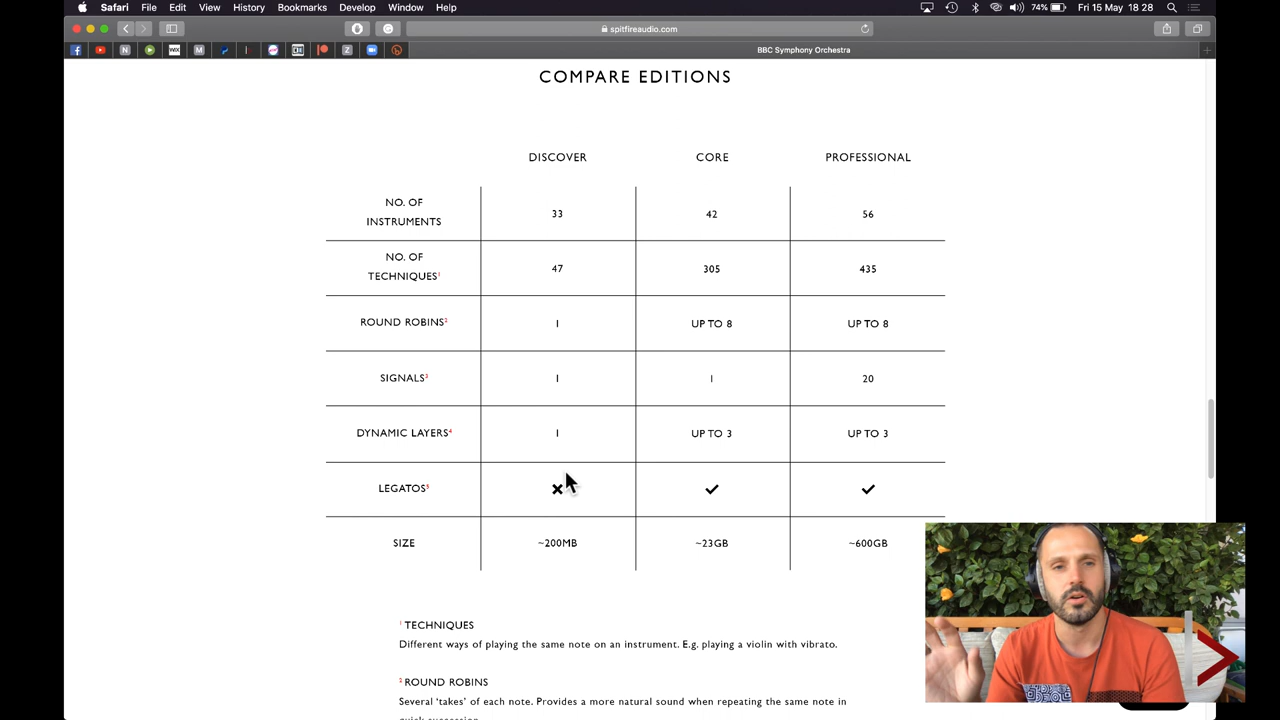 Safari File Edit View History Bookmarks Develop Window Help 74% Fri 15 May 18 28
spitfireaudio.com
BBC Symphony Orchestra
COMPARE EDITIONS
DISCOVER CORE PROFESSIONAL
NO. OF
INSTRUMENTS
33 42 56
NO. OF
TECHNIQUES¹
47 305 435
ROUND ROBINS² 1 UP TO 8 UP TO 8
SIGNALS³ 1 1 20
DYNAMIC LAYERS⁴ 1 UP TO 3 UP TO 3
LEGATOS⁵
SIZE ~200MB ~23GB ~600GB
¹ TECHNIQUES
Different ways of playing the same note on an instrument. E.g. playing a violin with vibrato.
² ROUND ROBINS
Several ‘takes’ of each note. Provides a more natural sound when repeating the same note in
quick succession.